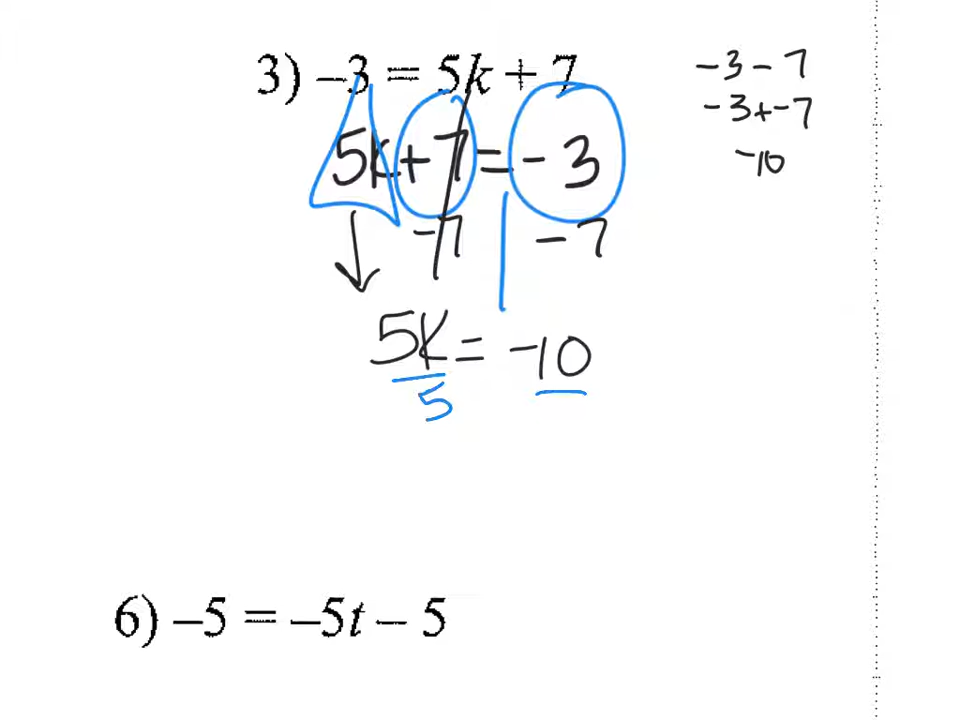 3) –3 = 5k + 7
5k + 7 = - 3
-7 - 7
5k = -10
5
-3 - 7
-3 + -7
-10
6) –5 = –5t – 5